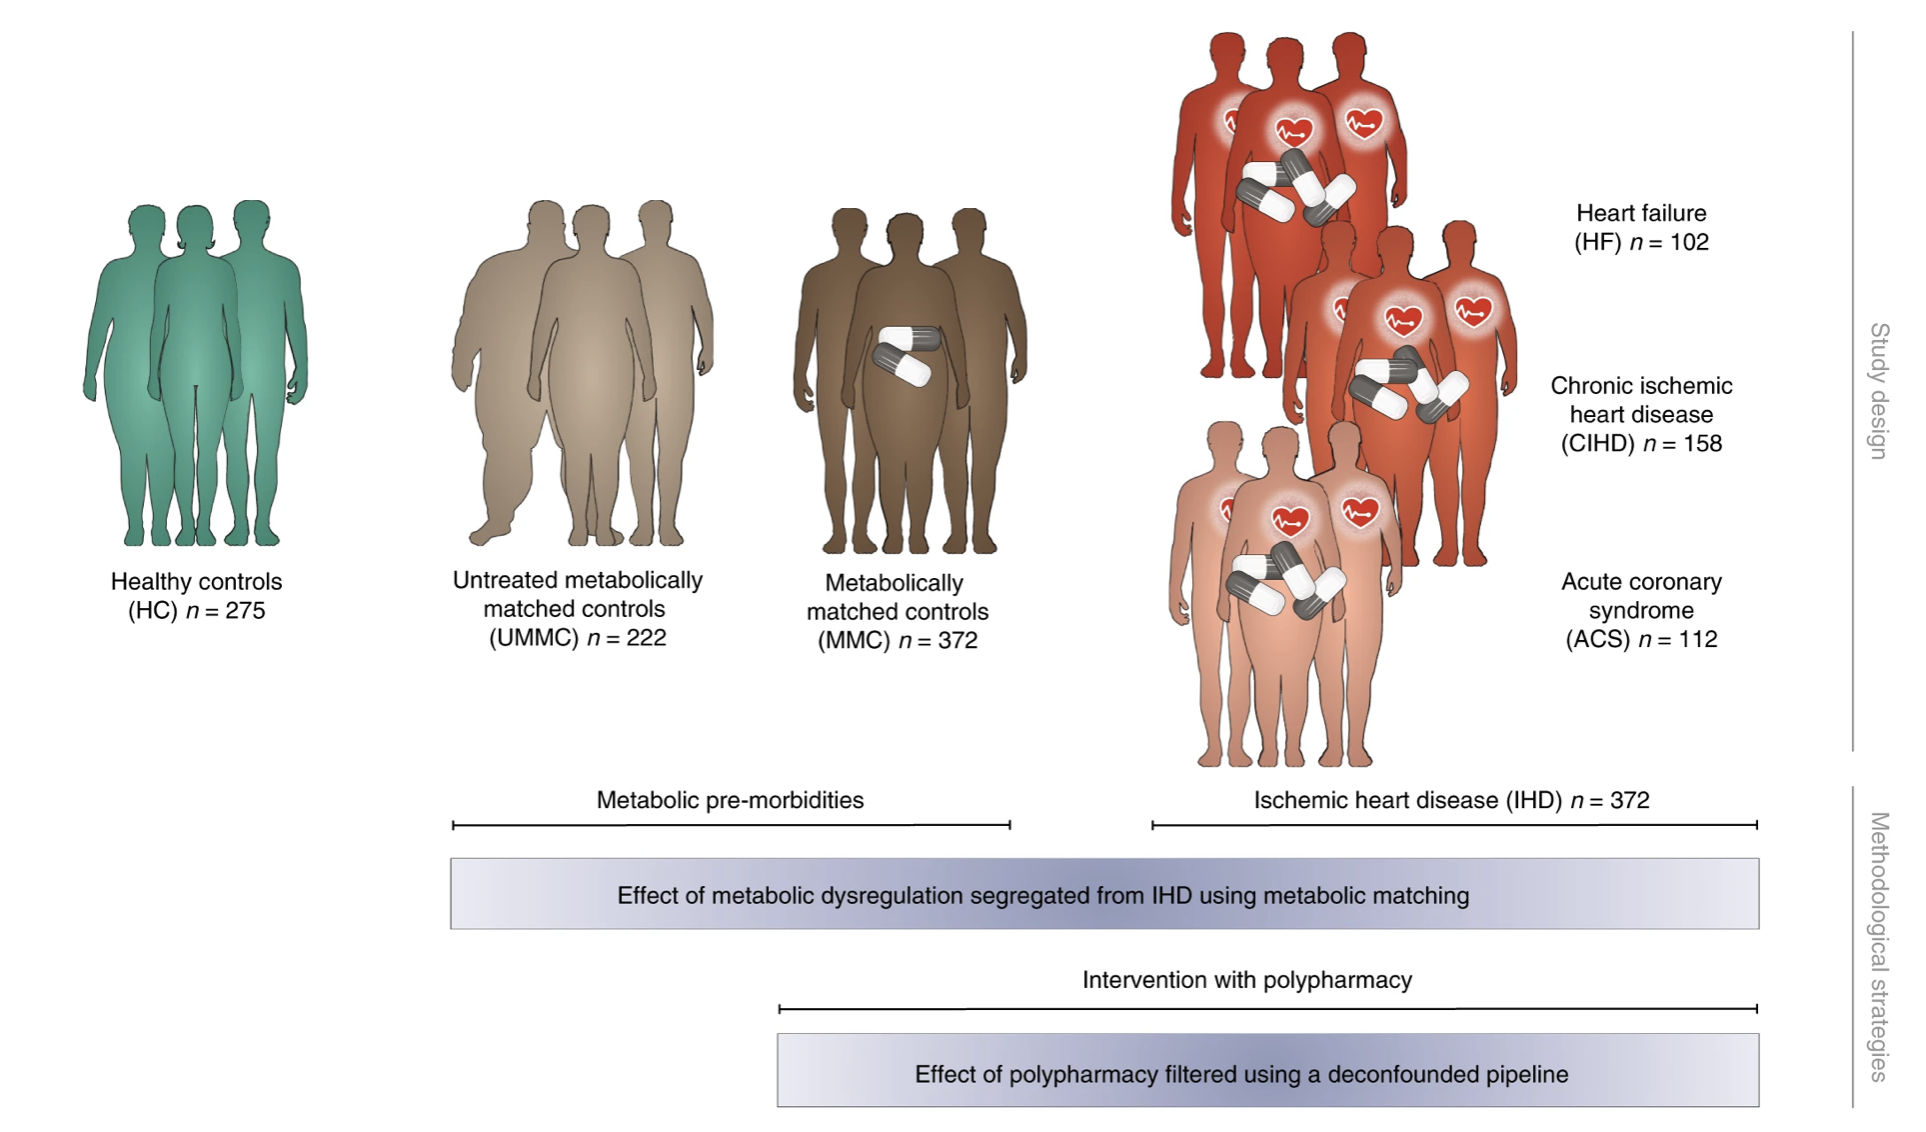 Healthy controls
(HC) n = 275
Untreated metabolically
matched controls
(UMMC) n = 222
Metabolically
matched controls
(MMC) n = 372
Heart failure
(HF) n = 102
Chronic ischemic
heart disease
(CIHD) n = 158
Acute coronary
syndrome
(ACS) n = 112
Study design
Metabolic pre-morbidities
Ischemic heart disease (IHD) n = 372
Effect of metabolic dysregulation segregated from IHD using metabolic matching
Intervention with polypharmacy
Effect of polypharmacy filtered using a deconfounded pipeline
Methodological strategies